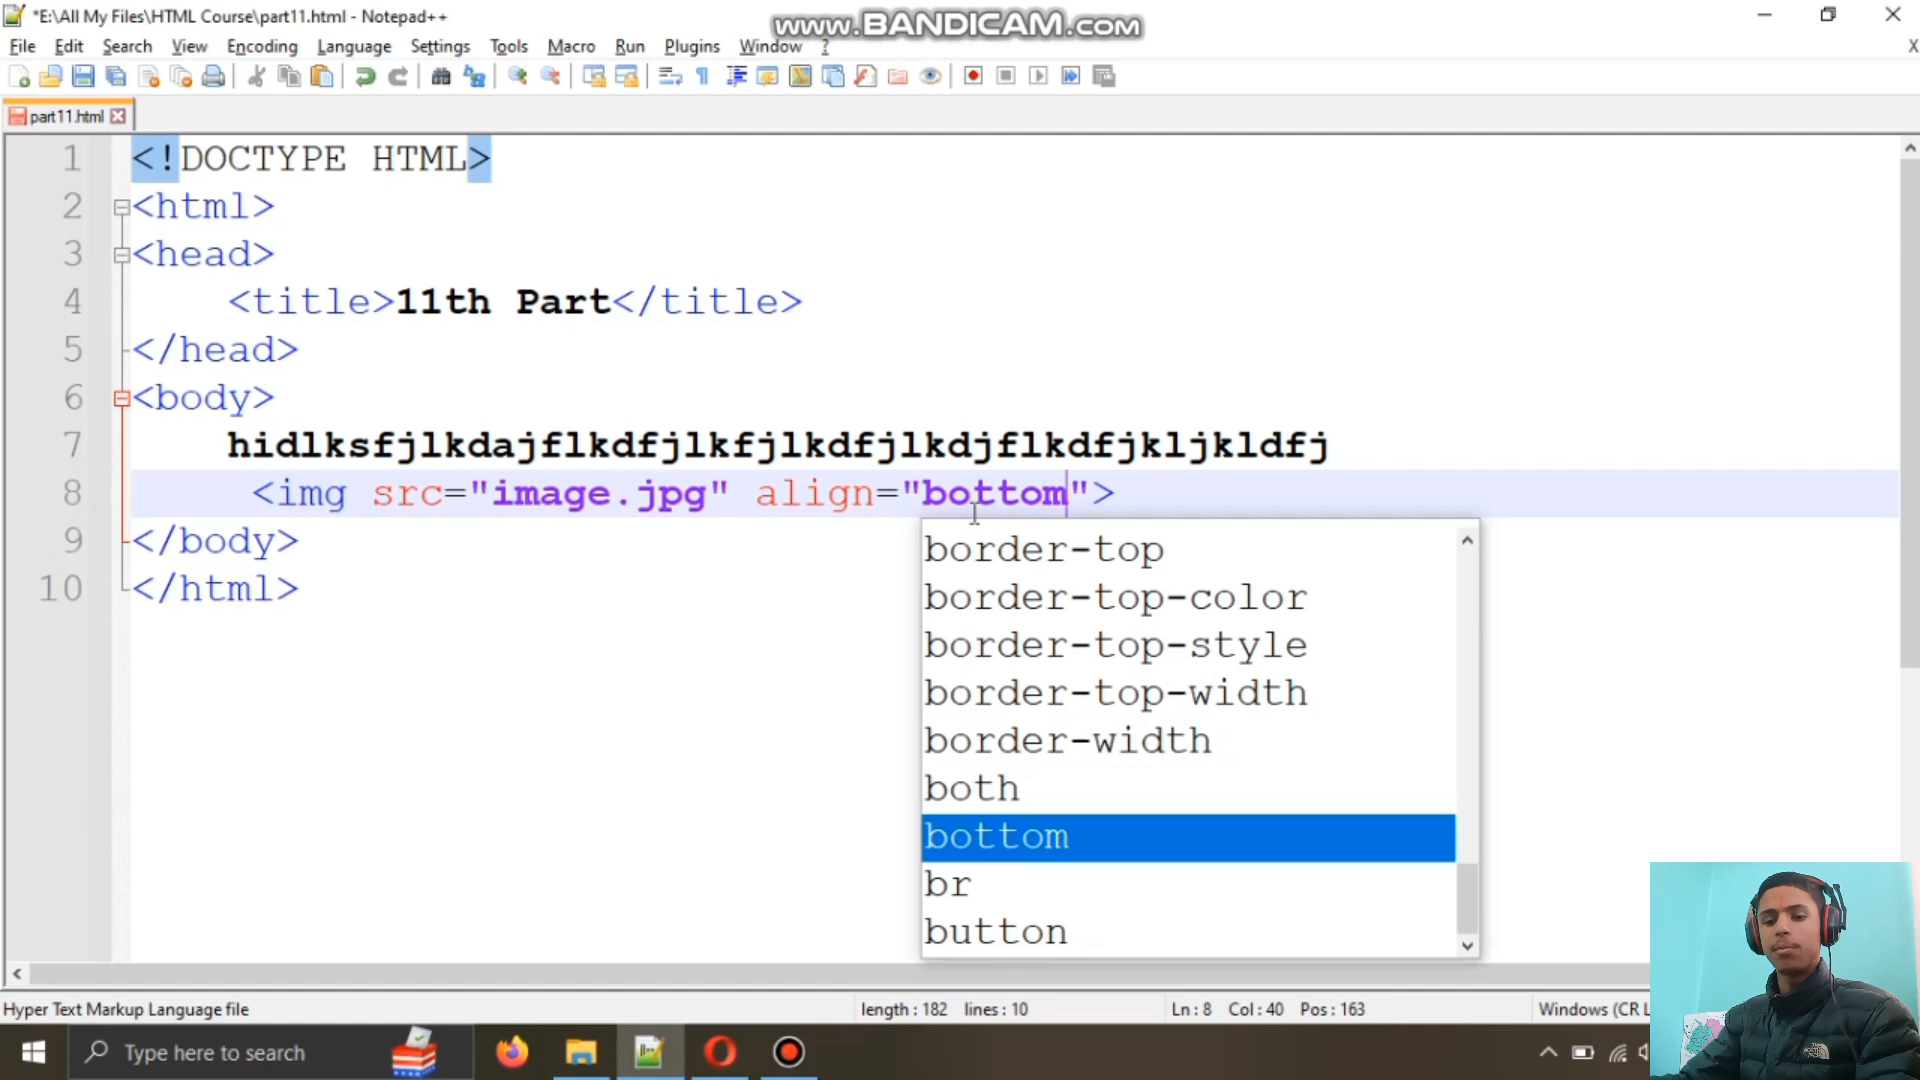 *E:\All My Files\HTML Course\part11.html - Notepad++
www.BANDICAM.com
File Edit Search View Encoding Language Settings Tools Macro Run Plugins Window ? X
part11.html
1 <!DOCTYPE HTML>
2 <html>
3 <head>
4 <title>11th Part</title>
5 </head>
6 <body>
7 hidlksfjlkdajflkdfjlkfjlkdfjlkdjflkdfjkljkldfj
8 <img src="image.jpg" align="bottom">
9 </body>
10 </html>
border-top
border-top-color
border-top-style
border-top-width
border-width
both
bottom
br
button
Hyper Text Markup Language file length : 182 lines : 10 Ln : 8 Col : 40 Pos : 163 Windows (CR L
Type here to search